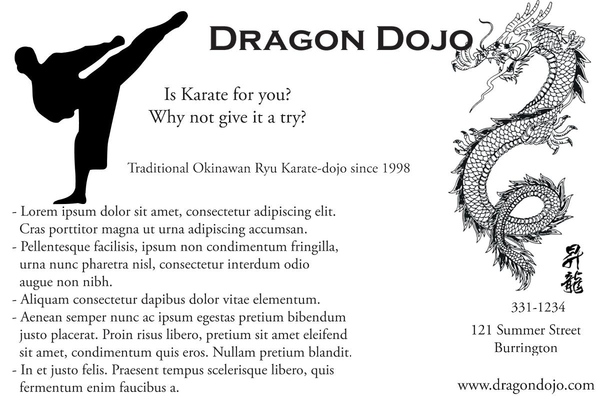 DRAGON DOJO
Is Karate for you?
Why not give it a try?
Traditional Okinawan Ryu Karate-dojo since 1998
- Lorem ipsum dolor sit amet, consectetur adipiscing elit.
Cras porttitor magna ut urna adipiscing accumsan.
- Pellentesque facilisis, ipsum non condimentum fringilla,
urna nunc pharetra nisl, consectetur interdum odio
augue non nibh.
- Aliquam consectetur dapibus dolor vitae elementum.
- Aenean semper nunc ac ipsum egestas pretium bibendum
justo placerat. Proin risus libero, pretium sit amet eleifend
sit amet, condimentum quis eros. Nullam pretium blandit.
- In et justo felis. Praesent tempus scelerisque libero, quis
fermentum enim faucibus a.
昇龍
331-1234
121 Summer Street
Burrington
www.dragondojo.com